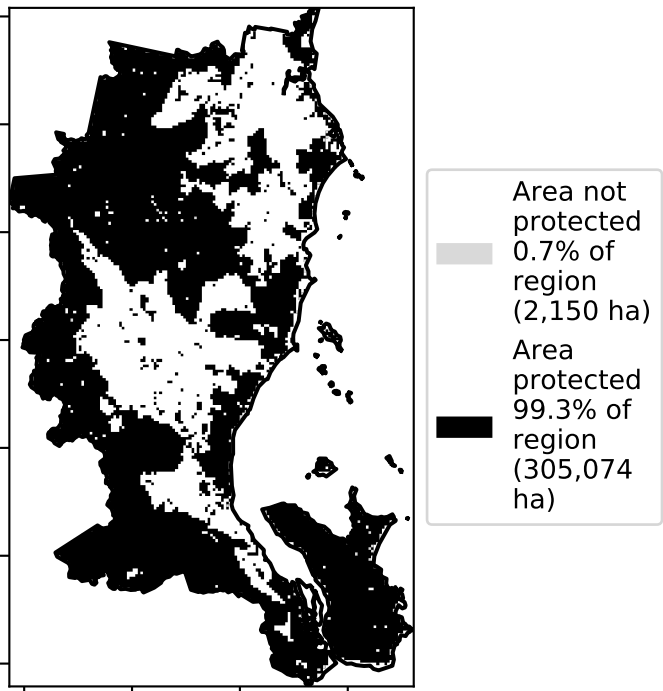 Area not
protected
0.7% of
region
(2,150 ha)
Area
protected
99.3% of
region
(305,074
ha)